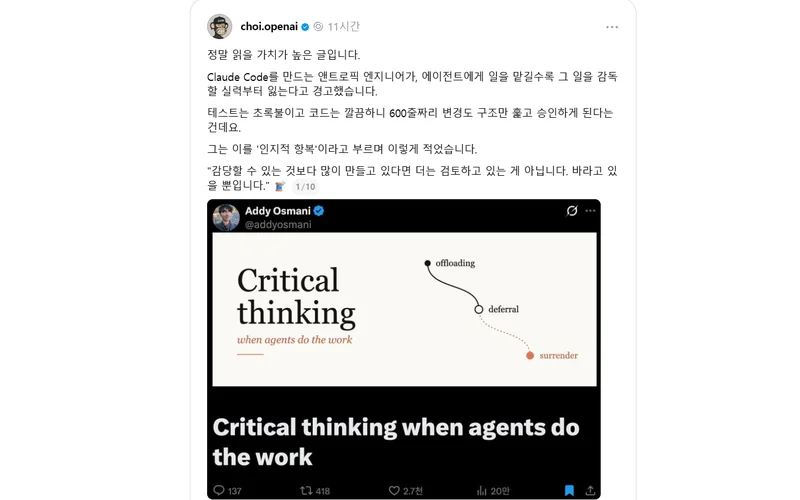 choi.openai 11시간
정말 읽을 가치가 높은 글입니다.
Claude Code를 만드는 앤트로픽 엔지니어가, 에이전트에게 일을 맡길수록 그 일을 감독
할 실력부터 잃는다고 경고했습니다.
테스트는 초록불이고 코드는 깔끔하니 600줄짜리 변경도 구조만 훑고 승인하게 된다는
건데요.
그는 이를 '인지적 항복'이라고 부르며 이렇게 적었습니다.
"감당할 수 있는 것보다 많이 만들고 있다면 더는 검토하고 있는 게 아닙니다. 바라고 있
을 뿐입니다." 1/10
Addy Osmani
@addyosmani
Critical
thinking
when agents do the work
offloading
deferral
surrender
Critical thinking when agents do
the work
137 418 2.7천 20만